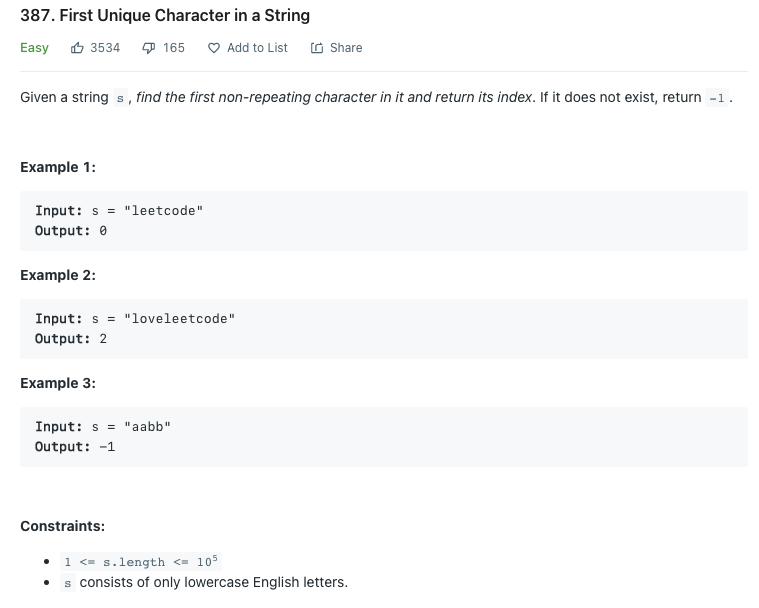 387. First Unique Character in a String
Easy 3534 165 Add to List Share
Given a string s, find the first non-repeating character in it and return its index. If it does not exist, return -1.
Example 1:
Input: s = "leetcode"
Output: 0
Example 2:
Input: s = "loveleetcode"
Output: 2
Example 3:
Input: s = "aabb"
Output: -1
Constraints:
• 1 <= s.length <= 10⁵
• s consists of only lowercase English letters.